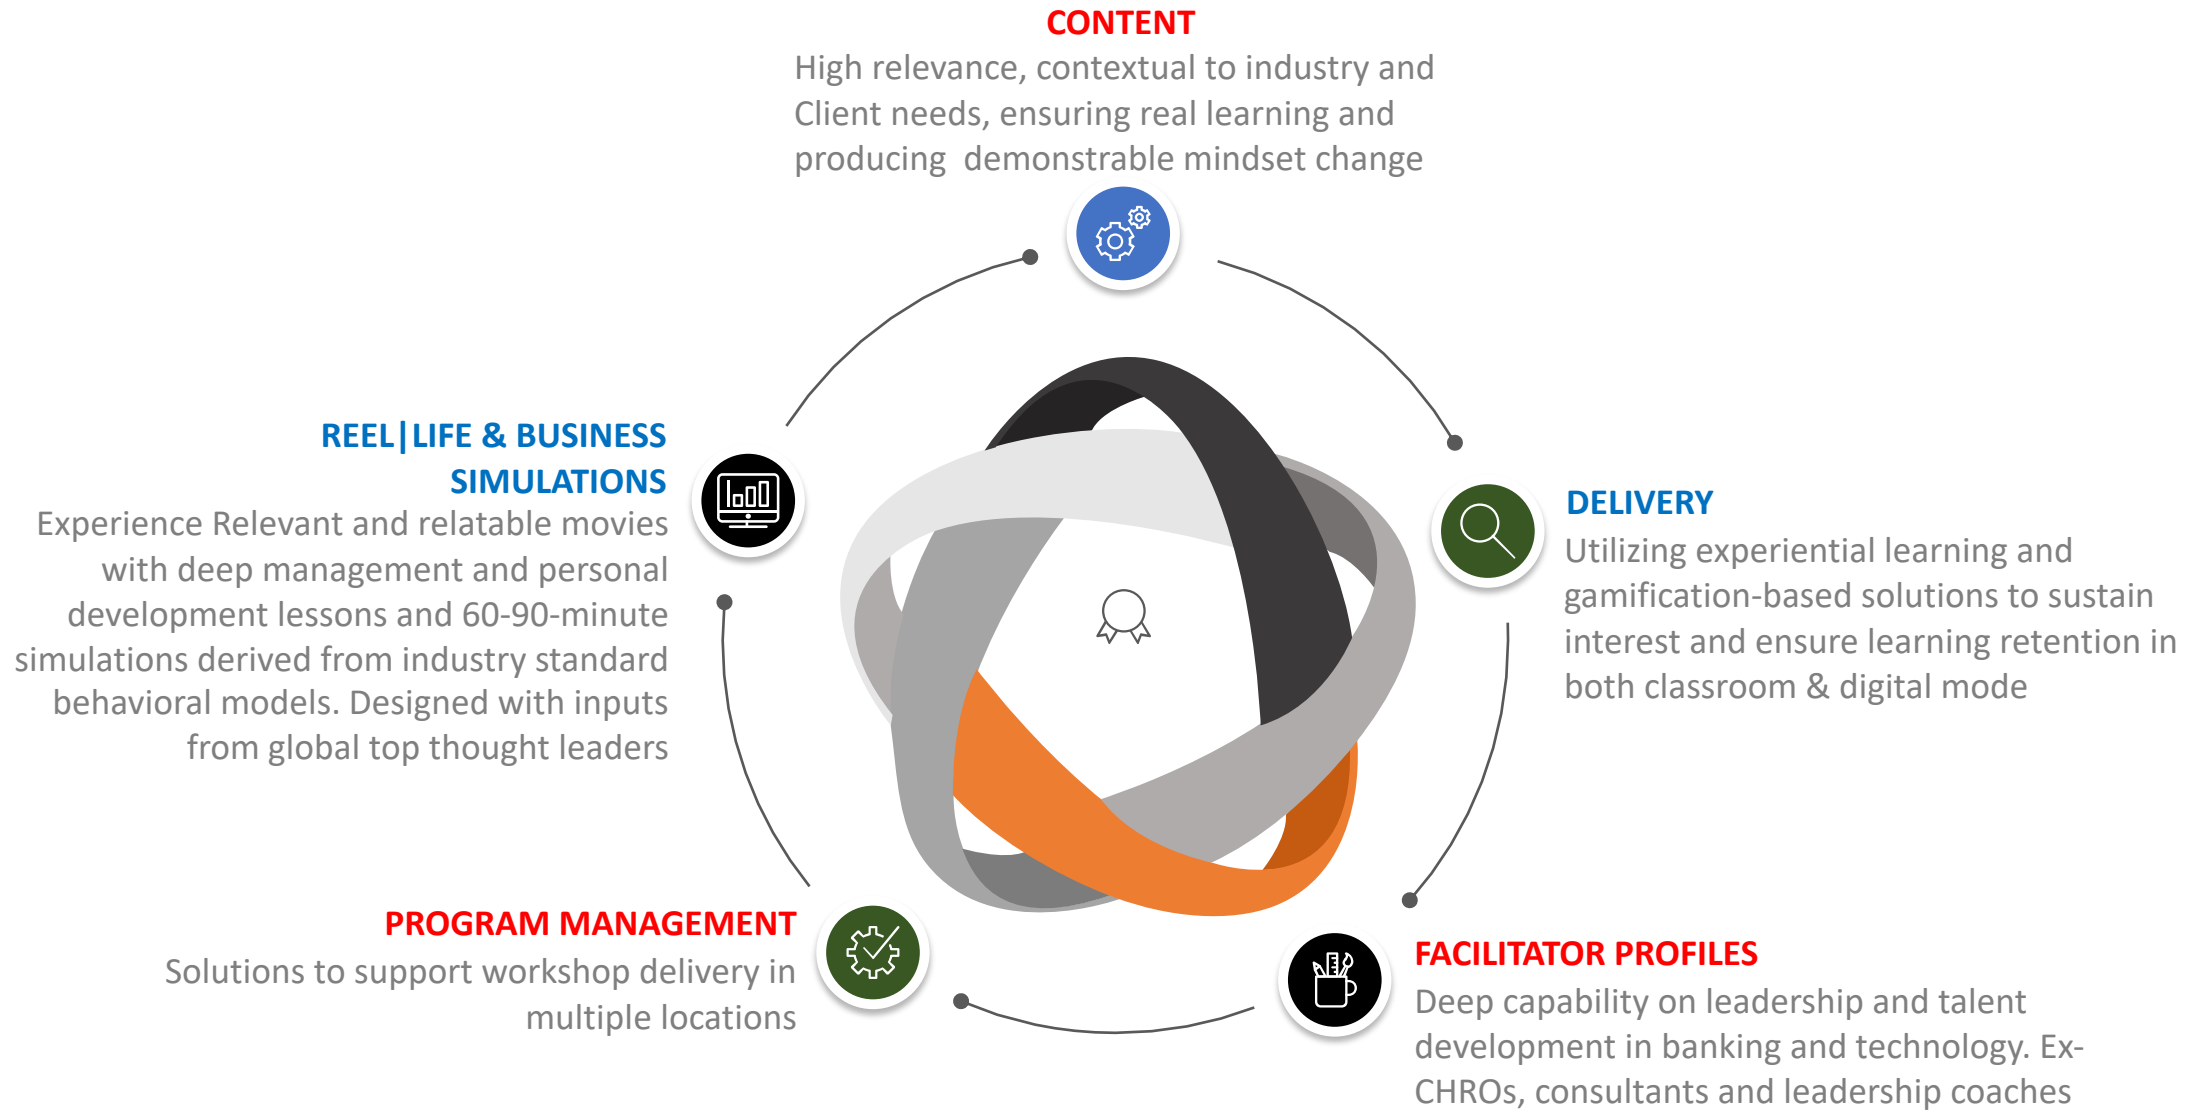 CONTENT
High relevance, contextual to industry and
Client needs, ensuring real learning and
producing  demonstrable mindset change
REEL|LIFE & BUSINESS
SIMULATIONS
Experience Relevant and relatable movies
with deep management and personal
development lessons and 60-90-minute
simulations derived from industry standard
behavioral models. Designed with inputs
from global top thought leaders
DELIVERY
Utilizing experiential learning and
gamification-based solutions to sustain
interest and ensure learning retention in
both classroom & digital mode
PROGRAM MANAGEMENT
Solutions to support workshop delivery in
multiple locations
FACILITATOR PROFILES
Deep capability on leadership and talent
development in banking and technology. Ex-
CHROs, consultants and leadership coaches